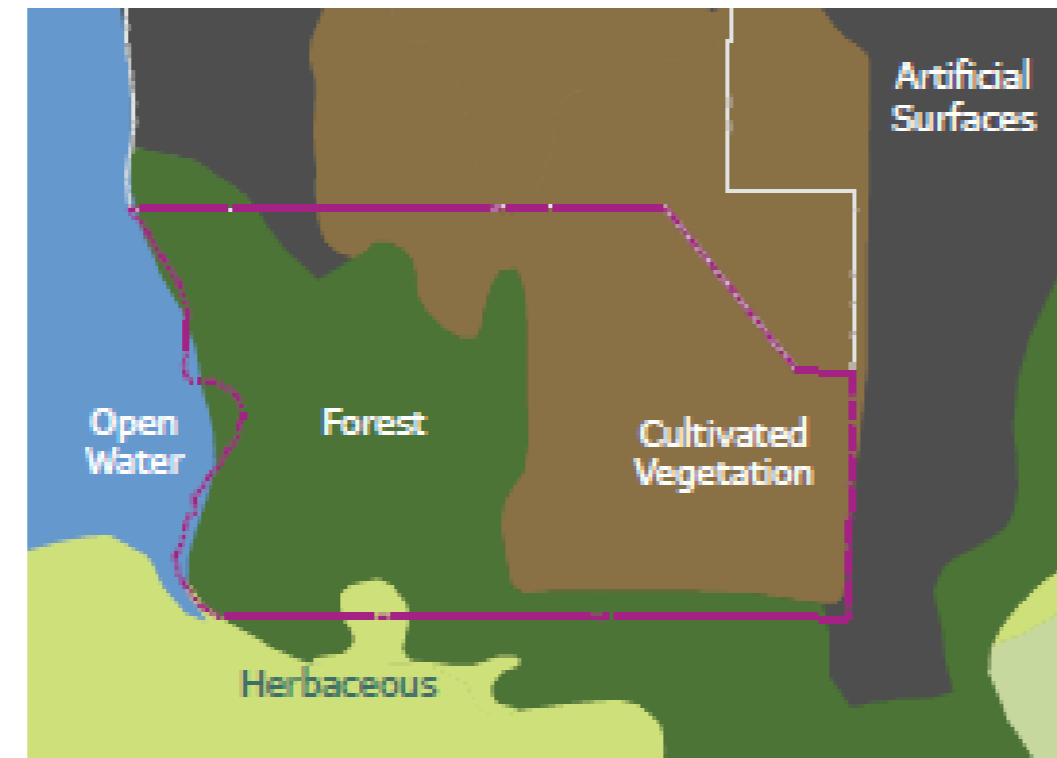 Artificial
Surfaces
Open
Water
Forest
Cultivated
Vegetation
Herbaceous